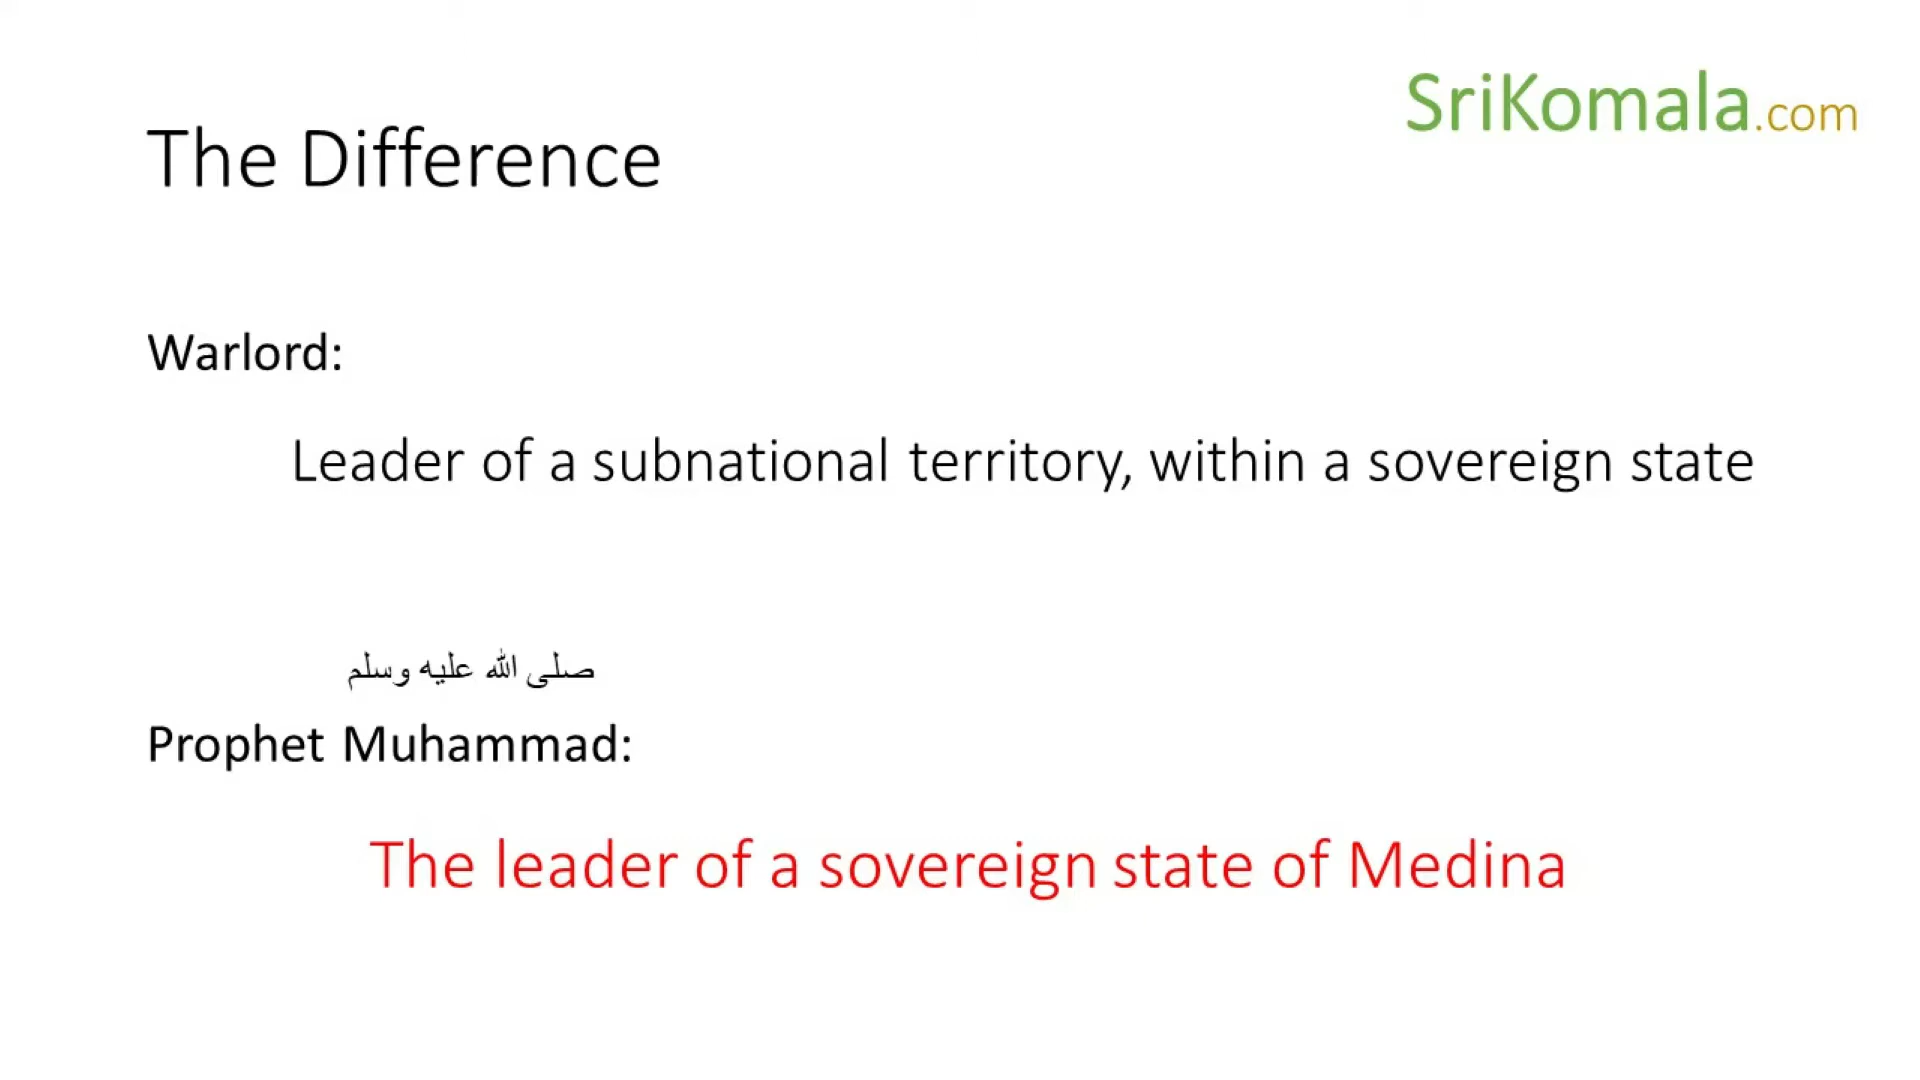 SriKomala.com
The Difference
Warlord:
Leader of a subnational territory, within a sovereign state
صلى الله عليه وسلم
Prophet Muhammad:
The leader of a sovereign state of Medina